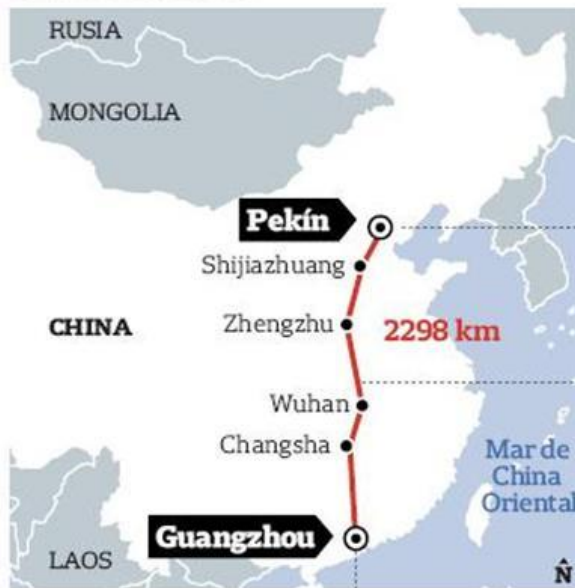 RUSIA
MONGOLIA
Pekín
Shijiazhuang
Zhengzhu
CHINA
2298 km
Wuhan
Changsha
Mar de
China
Oriental
Guangzhou
LAOS
N